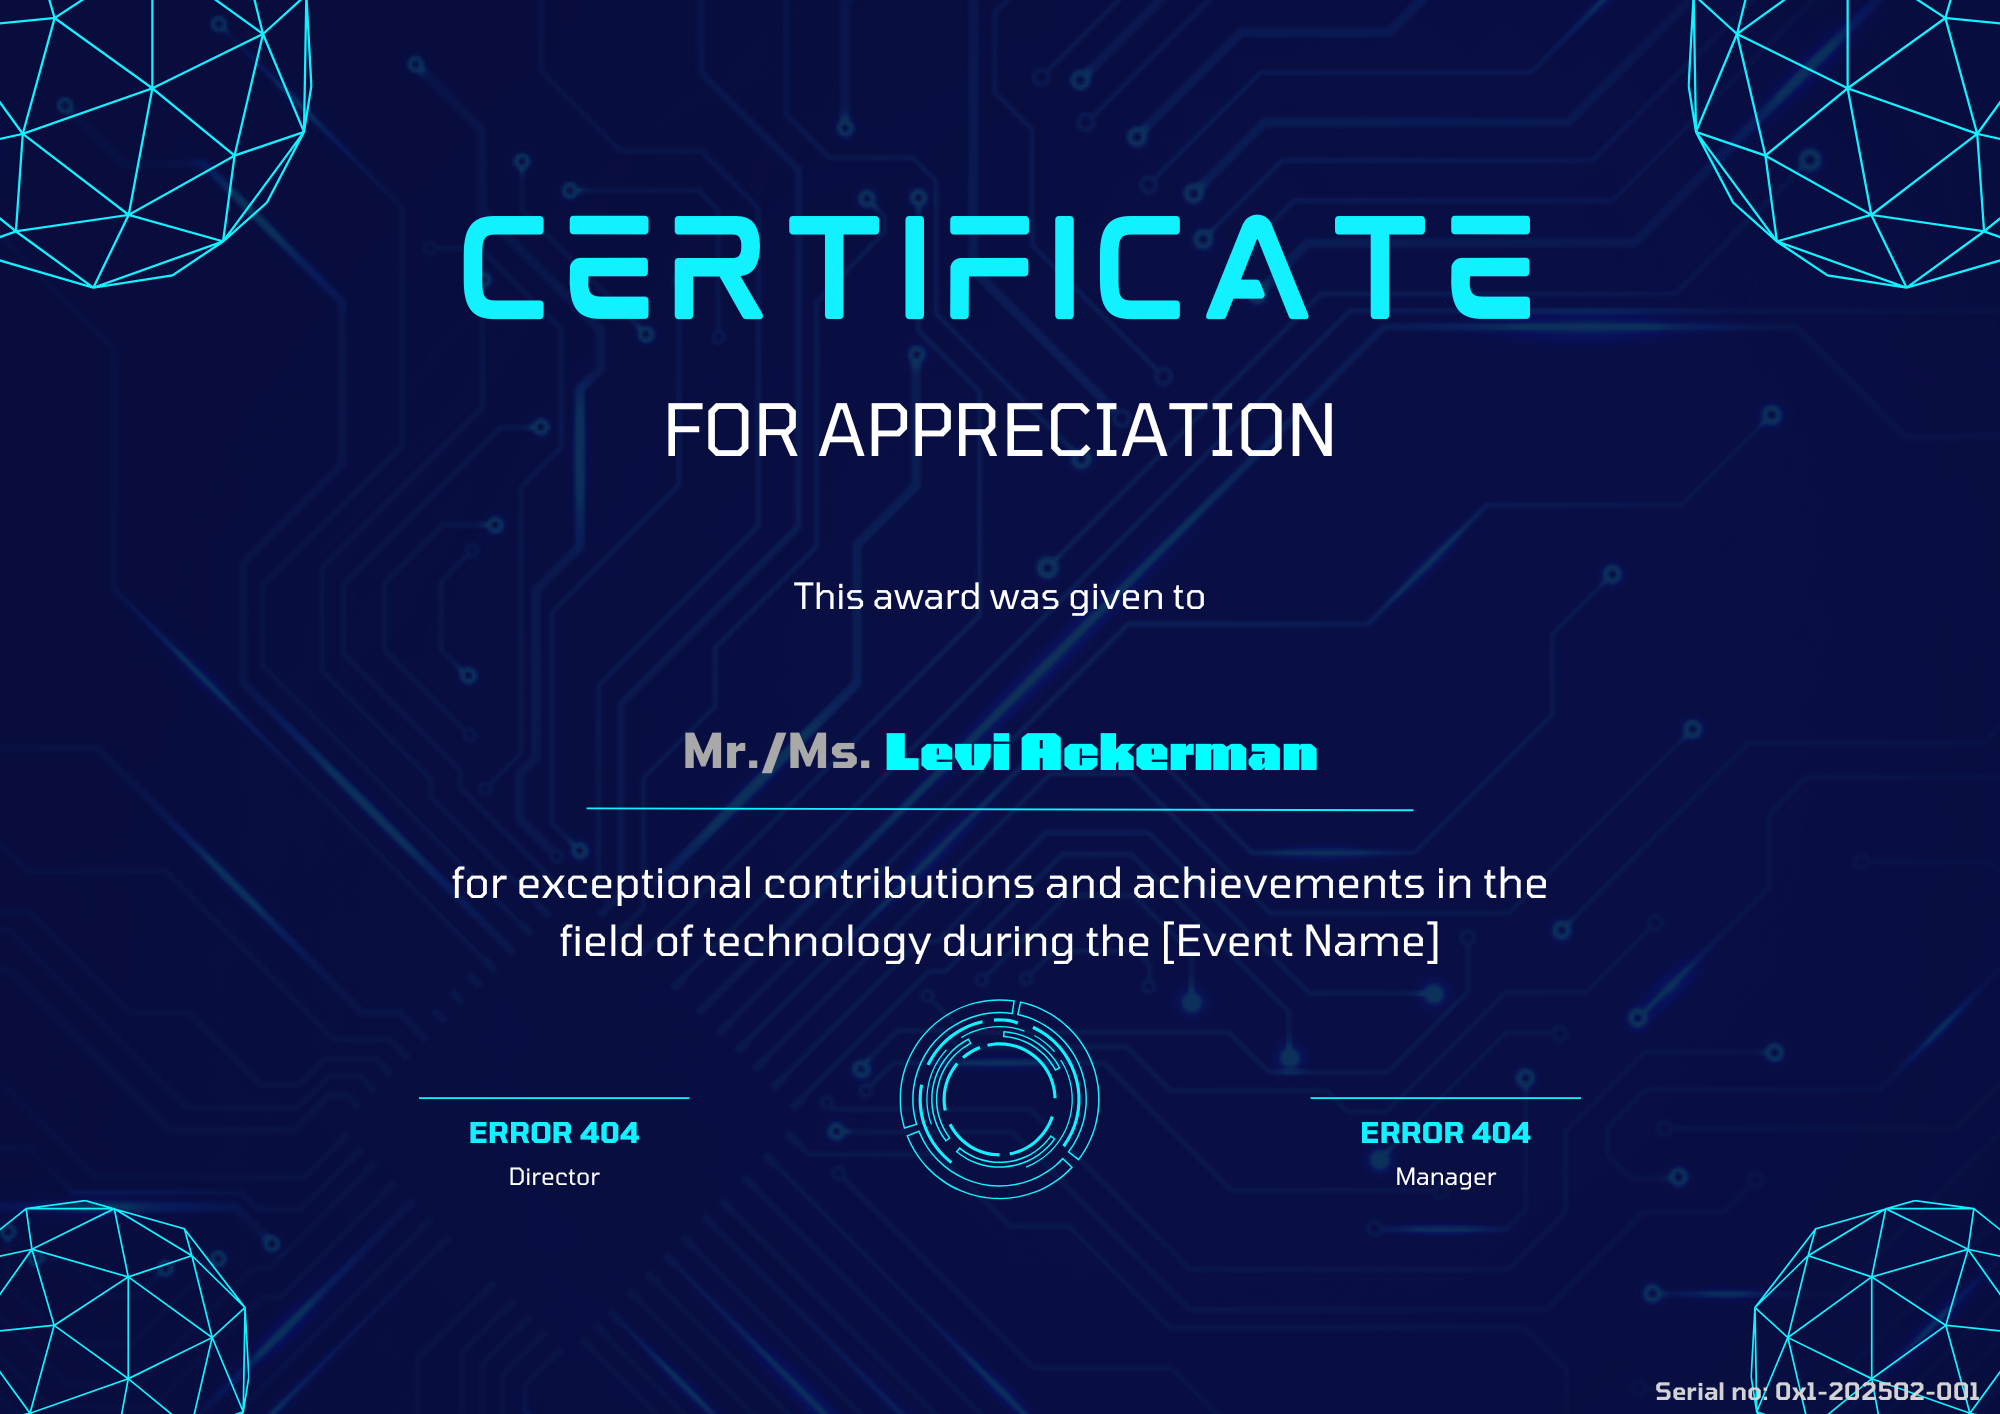 CERTIFICATE
FOR APPRECIATION
This award was given to
Mr./Ms. Levi Ackerman
for exceptional contributions and achievements in the
field of technology during the [Event Name]
ERROR 404
Director
ERROR 404
Manager
Serial no: 0x1-202502-001